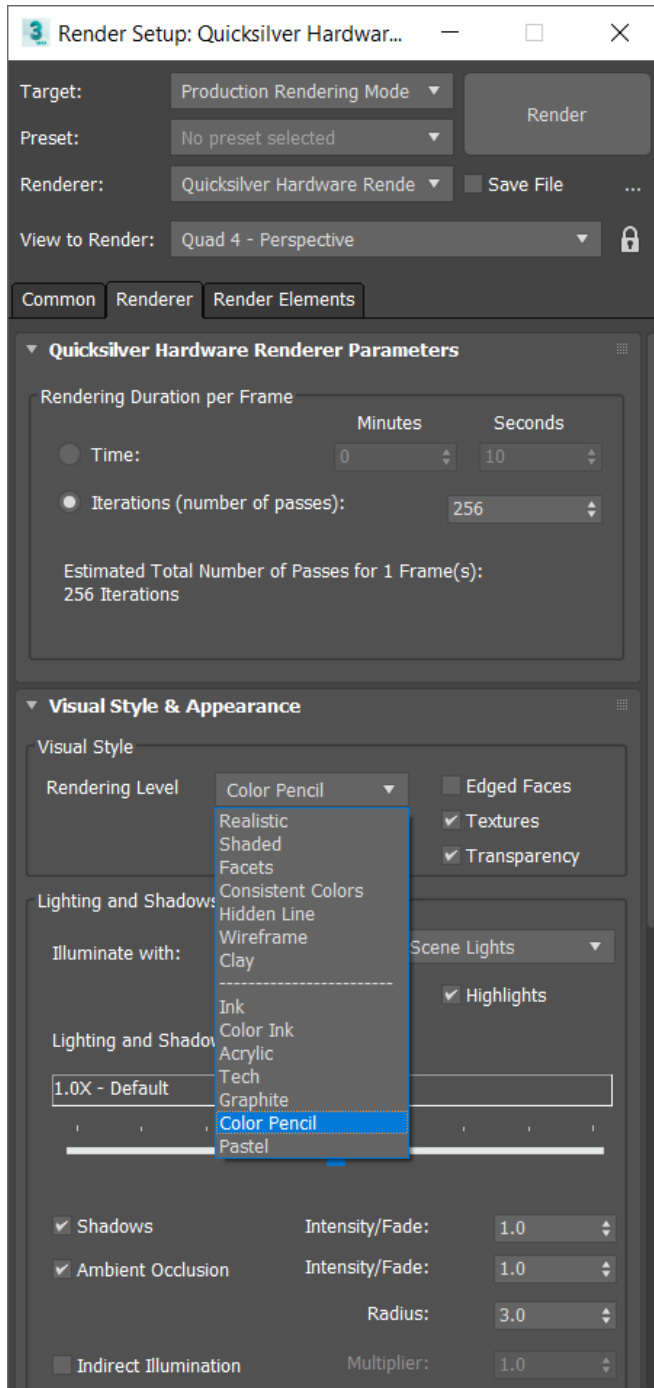 Render Setup: Quicksilver Hardwar...
Target: Production Rendering Mode
Render
Preset: No preset selected
Renderer: Quicksilver Hardware Rende Save File ...
View to Render: Quad 4 - Perspective
Common Renderer Render Elements
Quicksilver Hardware Renderer Parameters
Rendering Duration per Frame
Minutes Seconds
Time: 0 10
Iterations (number of passes): 256
Estimated Total Number of Passes for 1 Frame(s):
256 Iterations
Visual Style & Appearance
Visual Style
Rendering Level Color Pencil Edged Faces
Realistic
Textures
Shaded
Facets
Transparency
Consistent Colors
Lighting and Shadows
Hidden Line
Wireframe
Illuminate with: Scene Lights
Clay
------------------------
Highlights
Ink
Color Ink
Lighting and Shadow
Acrylic
Tech
1.0X - Default
Graphite
Color Pencil
Pastel
Shadows Intensity/Fade: 1.0
Ambient Occlusion Intensity/Fade: 1.0
Radius: 3.0
Indirect Illumination Multiplier: 1.0